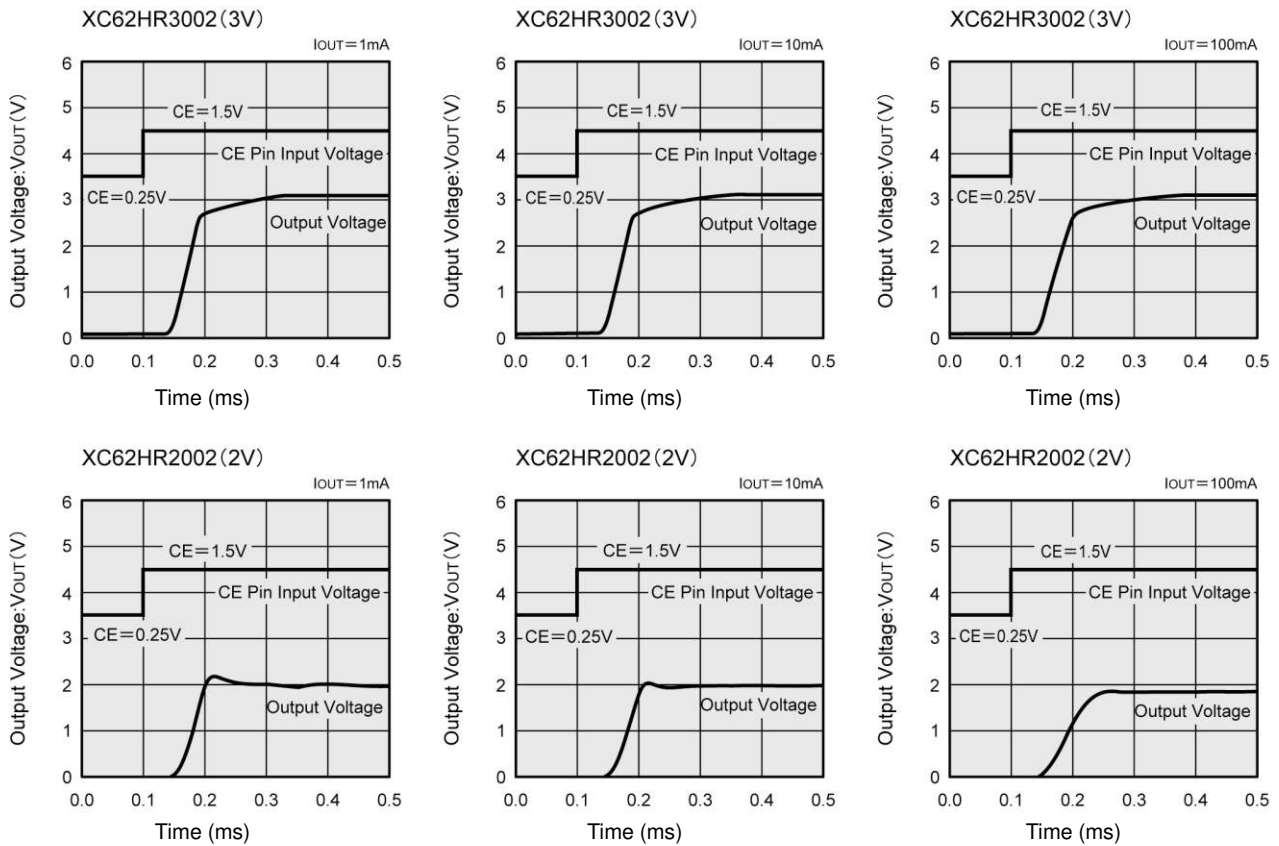 XC62HR3002(3V)
IOUT=1mA
Output Voltage:VOUT(V)
6
5
4
3
2
1
0
CE=1.5V
CE Pin Input Voltage
CE=0.25V
Output Voltage
0.0 0.1 0.2 0.3 0.4 0.5
Time (ms)
XC62HR3002(3V)
IOUT=10mA
Output Voltage:VOUT(V)
6
5
4
3
2
1
0
CE=1.5V
CE Pin Input Voltage
CE=0.25V
Output Voltage
0.0 0.1 0.2 0.3 0.4 0.5
Time (ms)
XC62HR3002(3V)
IOUT=100mA
Output Voltage:VOUT(V)
6
5
4
3
2
1
0
CE=1.5V
CE Pin Input Voltage
CE=0.25V
Output Voltage
0.0 0.1 0.2 0.3 0.4 0.5
Time (ms)
XC62HR2002(2V)
IOUT=1mA
Output Voltage:VOUT(V)
6
5
4
3
2
1
0
CE=1.5V
CE Pin Input Voltage
CE=0.25V
Output Voltage
0.0 0.1 0.2 0.3 0.4 0.5
Time (ms)
XC62HR2002(2V)
IOUT=10mA
Output Voltage:VOUT(V)
6
5
4
3
2
1
0
CE=1.5V
CE Pin Input Voltage
CE=0.25V
Output Voltage
0.0 0.1 0.2 0.3 0.4 0.5
Time (ms)
XC62HR2002(2V)
IOUT=100mA
Output Voltage:VOUT(V)
6
5
4
3
2
1
0
CE=1.5V
CE Pin Input Voltage
CE=0.25V
Output Voltage
0.0 0.1 0.2 0.3 0.4 0.5
Time (ms)